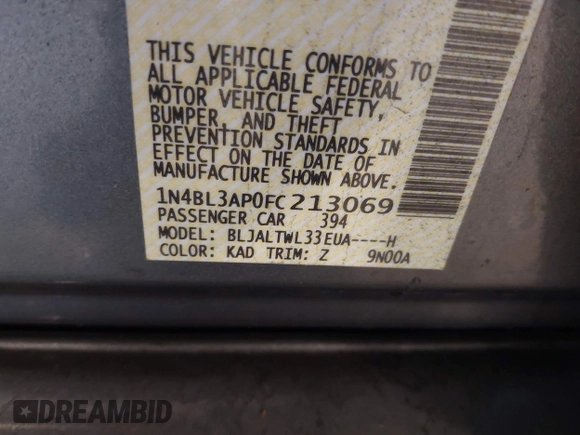 THIS VEHICLE CONFORMS TO
ALL APPLICABLE FEDERAL
MOTOR VEHICLE SAFETY,
BUMPER, AND THEFT
PREVENTION STANDARDS IN
EFFECT ON THE DATE OF
MANUFACTURE SHOWN ABOVE.
1N4BL3AP0FC213069
PASSENGER CAR 394
MODEL: BLJALTWL33EUA----H
COLOR: KAD TRIM: Z 9N00A
DREAMBID